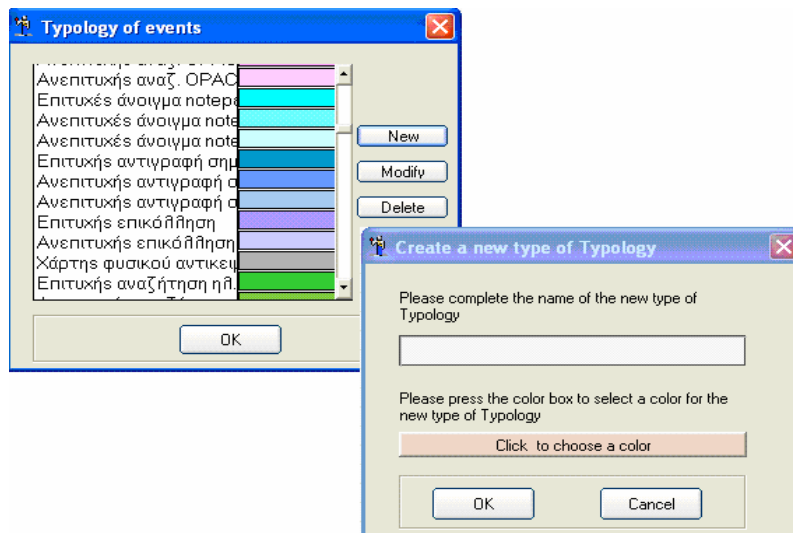 Typology of events
Ανεπιτυχής αναζ. OPAC
Επιτυχές άνοιγμα notepa
Ανεπιτυχές άνοιγμα note
Ανεπιτυχές άνοιγμα note
Επιτυχής αντιγραφή σημ
Ανεπιτυχής αντιγραφή σ
Ανεπιτυχής αντιγραφή σ
Επιτυχής επικόλληση
Ανεπιτυχής επικόλληση
Χάρτης φυσικού αντικειμ
Επιτυχής αναζήτηση ηλ.
New
Modify
Delete
OK
Create a new type of Typology
Please complete the name of the new type of
Typology
Please press the color box to select a color for the
new type of Typology
Click to choose a color
OK
Cancel